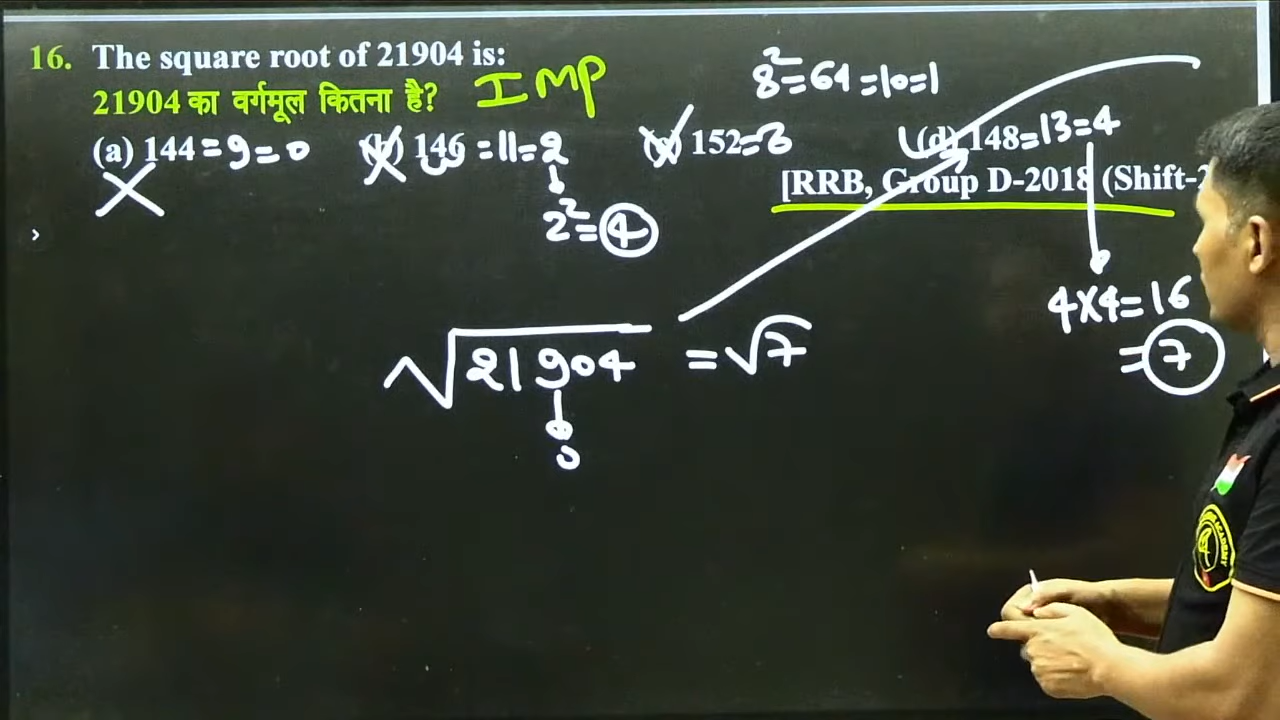 16. The square root of 21904 is:
21904 का वर्गमूल कितना है? IMP
8²=64=10=1
(a) 144=9=0 (b) 146=11=2 152=8 (d) 148=13=4
[RRB, Group D-2018 (Shift-2
2²=4
4×4=16
=7
√21904 =√7
0